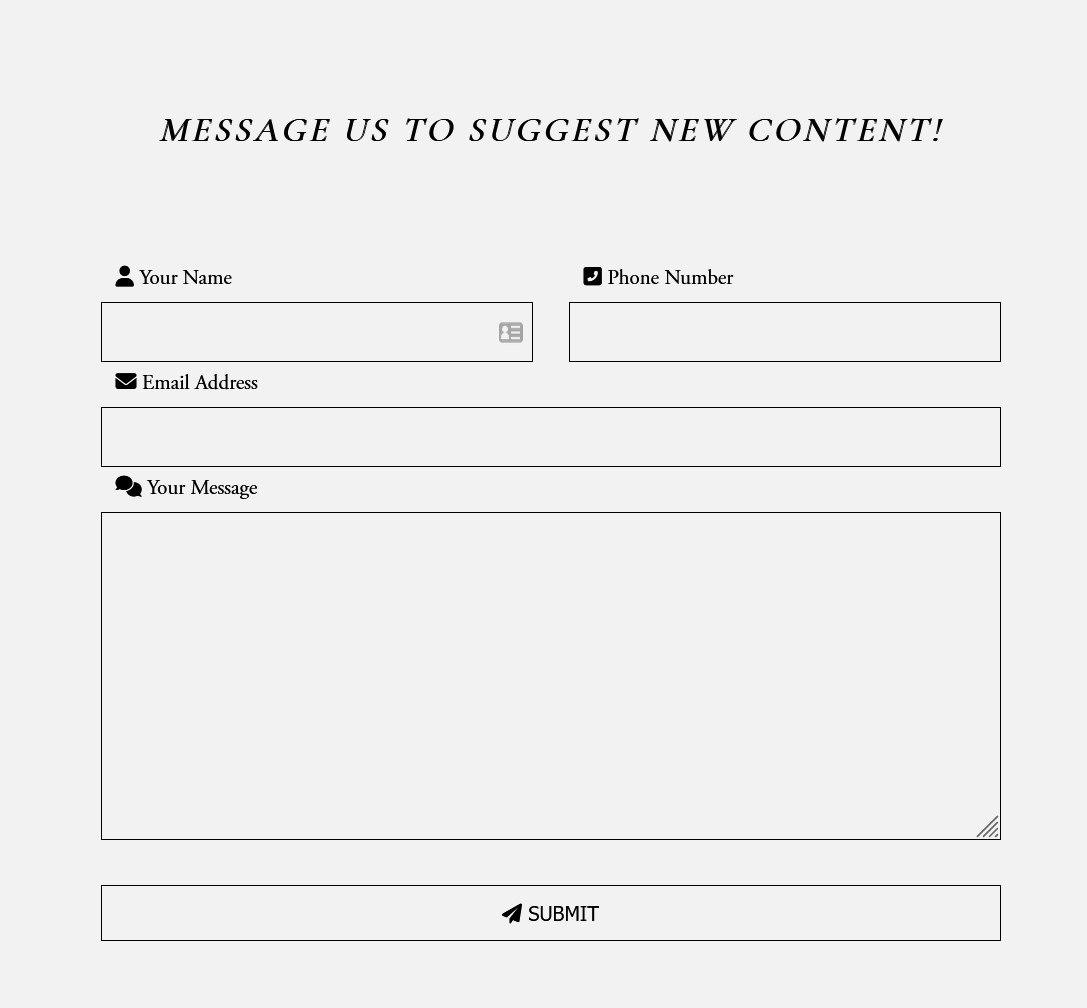 MESSAGE US TO SUGGEST NEW CONTENT!
Your Name
Phone Number
Email Address
Your Message
SUBMIT